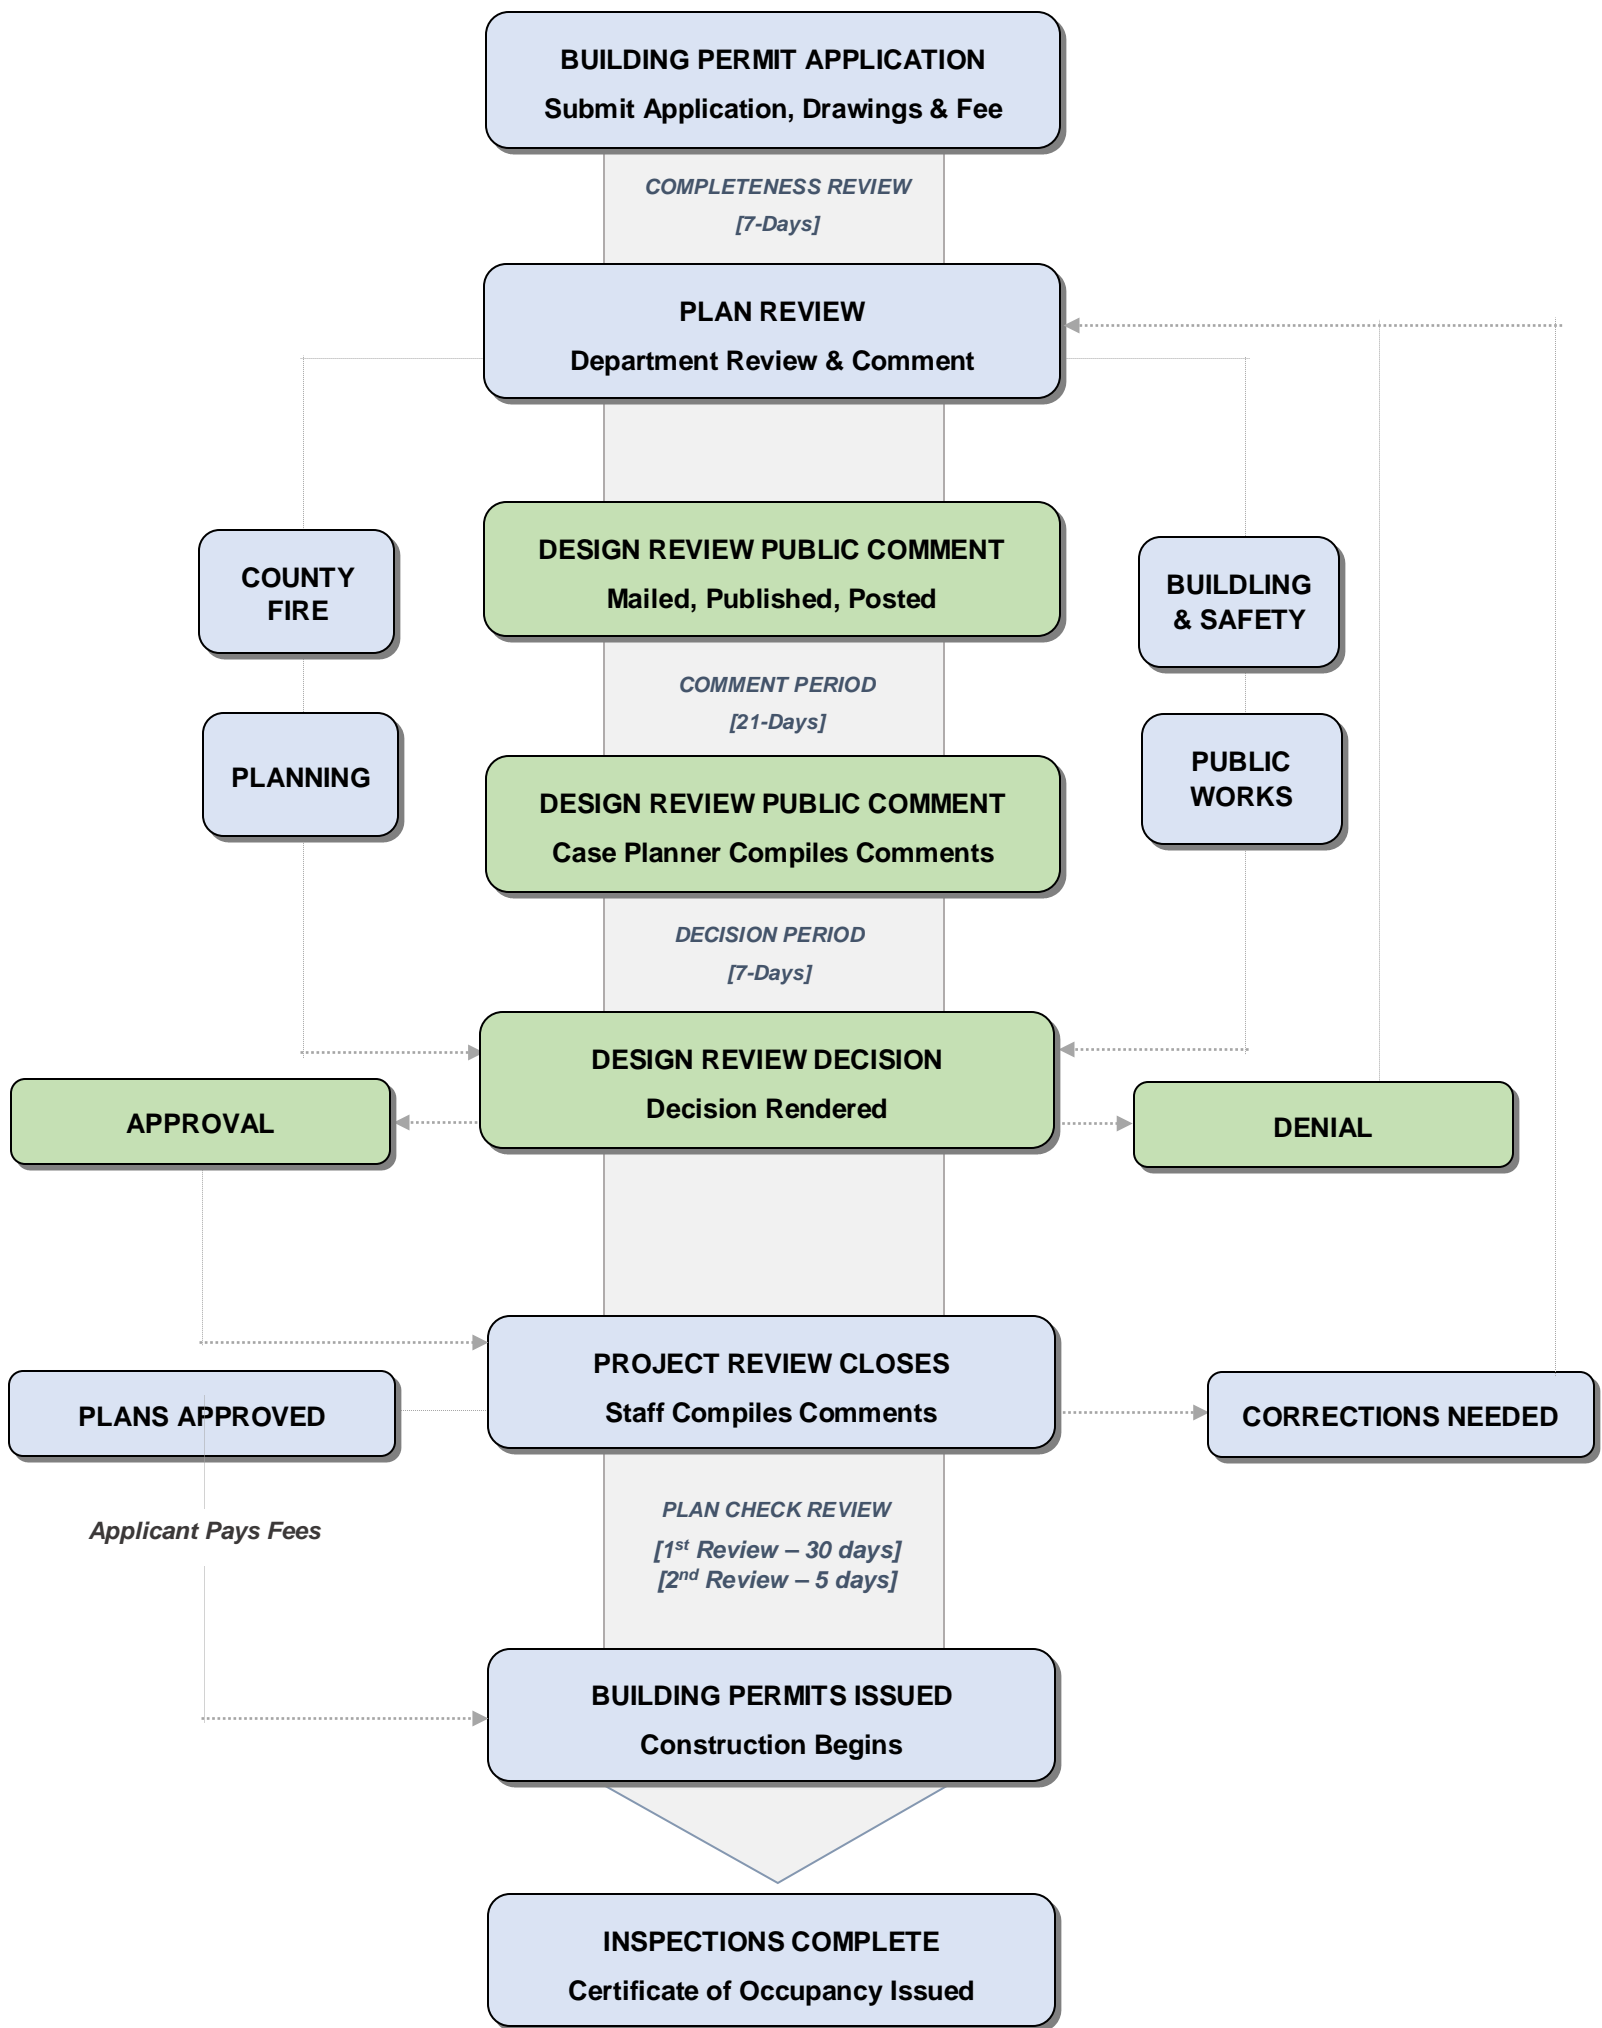 BUILDING PERMIT APPLICATION
Submit Application, Drawings & Fee
COMPLETENESS REVIEW
[7-Days]
PLAN REVIEW
Department Review & Comment
COUNTY
FIRE
DESIGN REVIEW PUBLIC COMMENT
Mailed, Published, Posted
BUILDLING
& SAFETY
COMMENT PERIOD
[21-Days]
PLANNING
DESIGN REVIEW PUBLIC COMMENT
Case Planner Compiles Comments
PUBLIC
WORKS
DECISION PERIOD
[7-Days]
DESIGN REVIEW DECISION
Decision Rendered
APPROVAL
DENIAL
PROJECT REVIEW CLOSES
Staff Compiles Comments
PLANS APPROVED
CORRECTIONS NEEDED
Applicant Pays Fees
PLAN CHECK REVIEW
[1st Review – 30 days]
[2nd Review – 5 days]
BUILDING PERMITS ISSUED
Construction Begins
INSPECTIONS COMPLETE
Certificate of Occupancy Issued